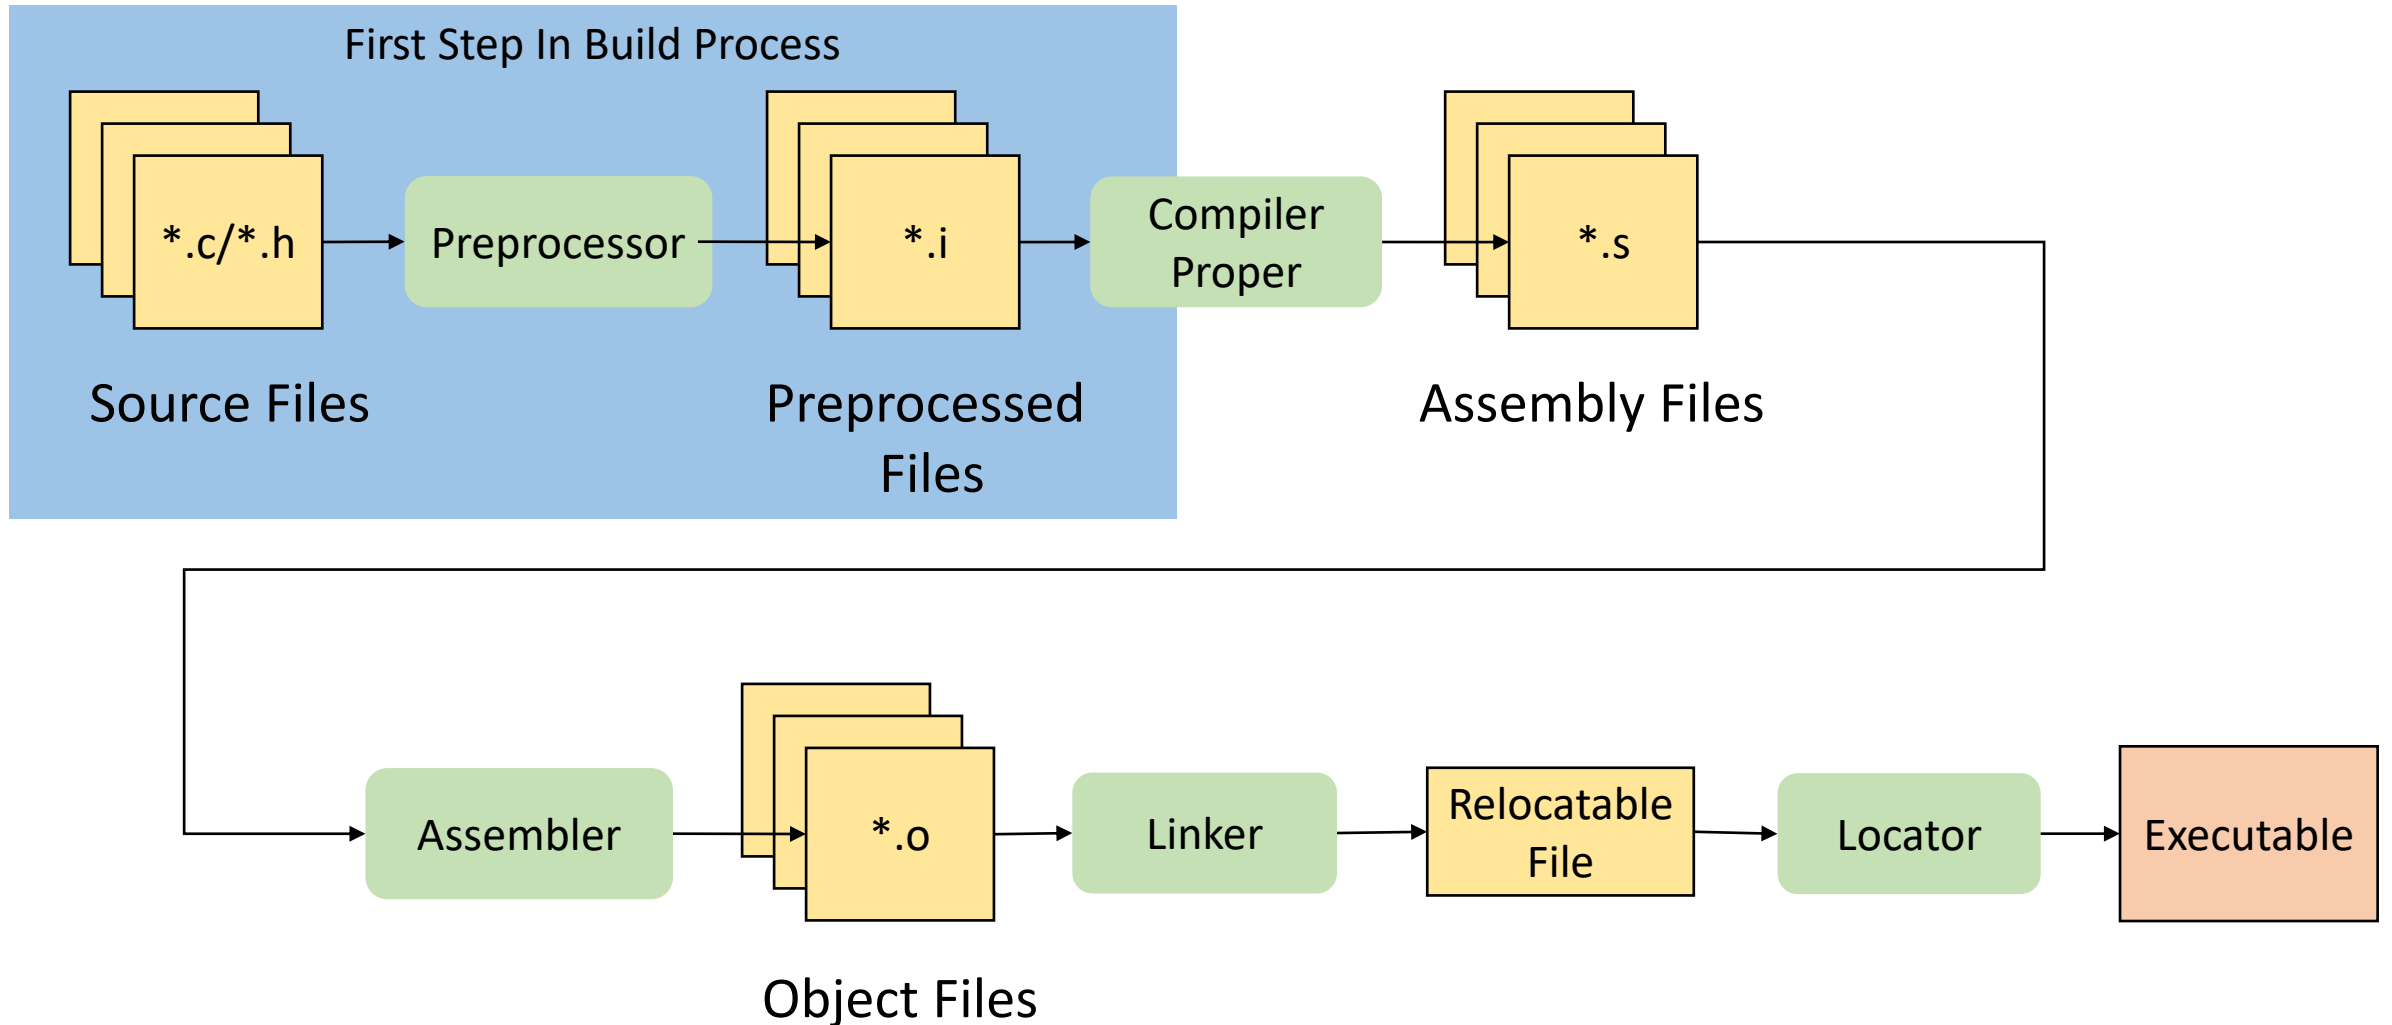 First Step In Build Process
*.c/*.h
Preprocessor
*.i
Compiler
Proper
*.s
Source Files
Preprocessed
Files
Assembly Files
Assembler
*.o
Linker
Relocatable
File
Locator
Executable
Object Files